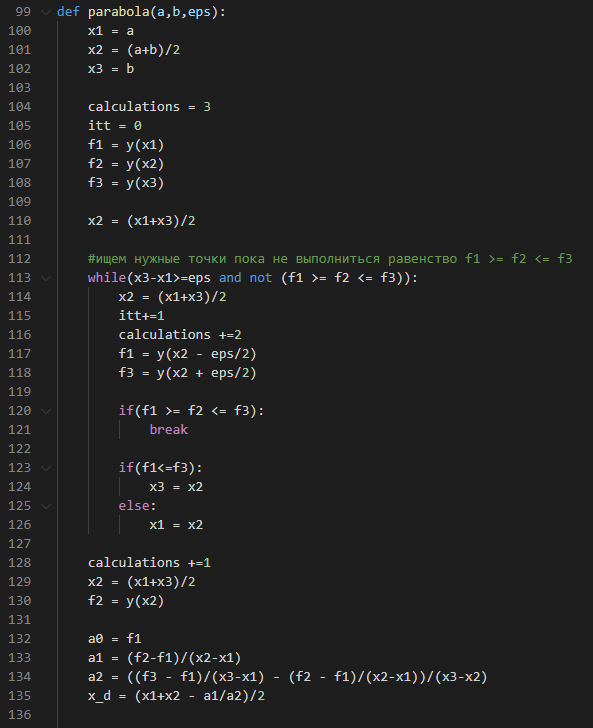 99 def parabola(a,b,eps):
100 x1 = a
101 x2 = (a+b)/2
102 x3 = b
103
104 calculations = 3
105 itt = 0
106 f1 = y(x1)
107 f2 = y(x2)
108 f3 = y(x3)
109
110 x2 = (x1+x3)/2
111
112 #ищем нужные точки пока не выполниться равенство f1 >= f2 <= f3
113 while(x3-x1>=eps and not (f1 >= f2 <= f3)):
114 x2 = (x1+x3)/2
115 itt+=1
116 calculations +=2
117 f1 = y(x2 - eps/2)
118 f3 = y(x2 + eps/2)
119
120 if(f1 >= f2 <= f3):
121 break
122
123 if(f1<=f3):
124 x3 = x2
125 else:
126 x1 = x2
127
128 calculations +=1
129 x2 = (x1+x3)/2
130 f2 = y(x2)
131
132 a0 = f1
133 a1 = (f2-f1)/(x2-x1)
134 a2 = ((f3 - f1)/(x3-x1) - (f2 - f1)/(x2-x1))/(x3-x2)
135 x_d = (x1+x2 - a1/a2)/2
136